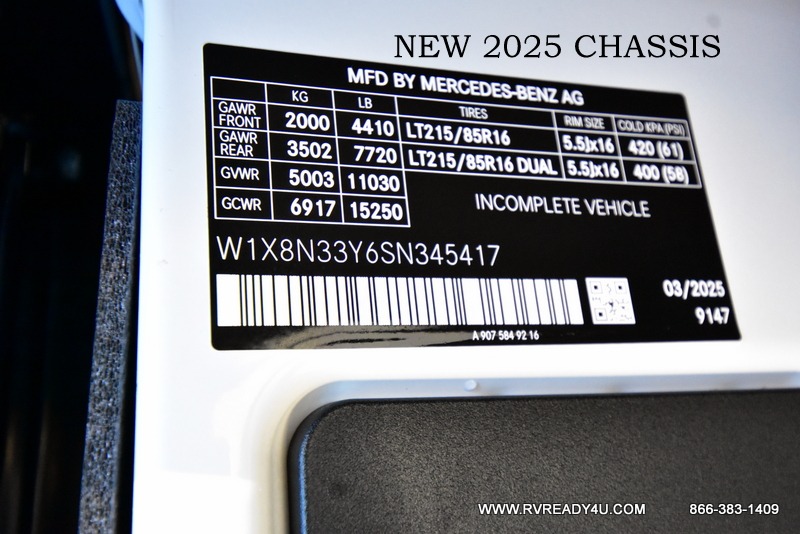 NEW 2025 CHASSIS
MFD BY MERCEDES-BENZ AG
KG LB TIRES RIM SIZE COLD KPA (PSI)
GAWR FRONT 2000 4410 LT215/85R16 5.5Jx16 420 (61)
GAWR REAR 3502 7720 LT215/85R16 DUAL 5.5Jx16 400 (58)
GVWR 5003 11030
GCWR 6917 15250
INCOMPLETE VEHICLE
W1X8N33Y6SN345417
03/2025
9147
A 907 584 92 16
WWW.RVREADY4U.COM 866-383-1409